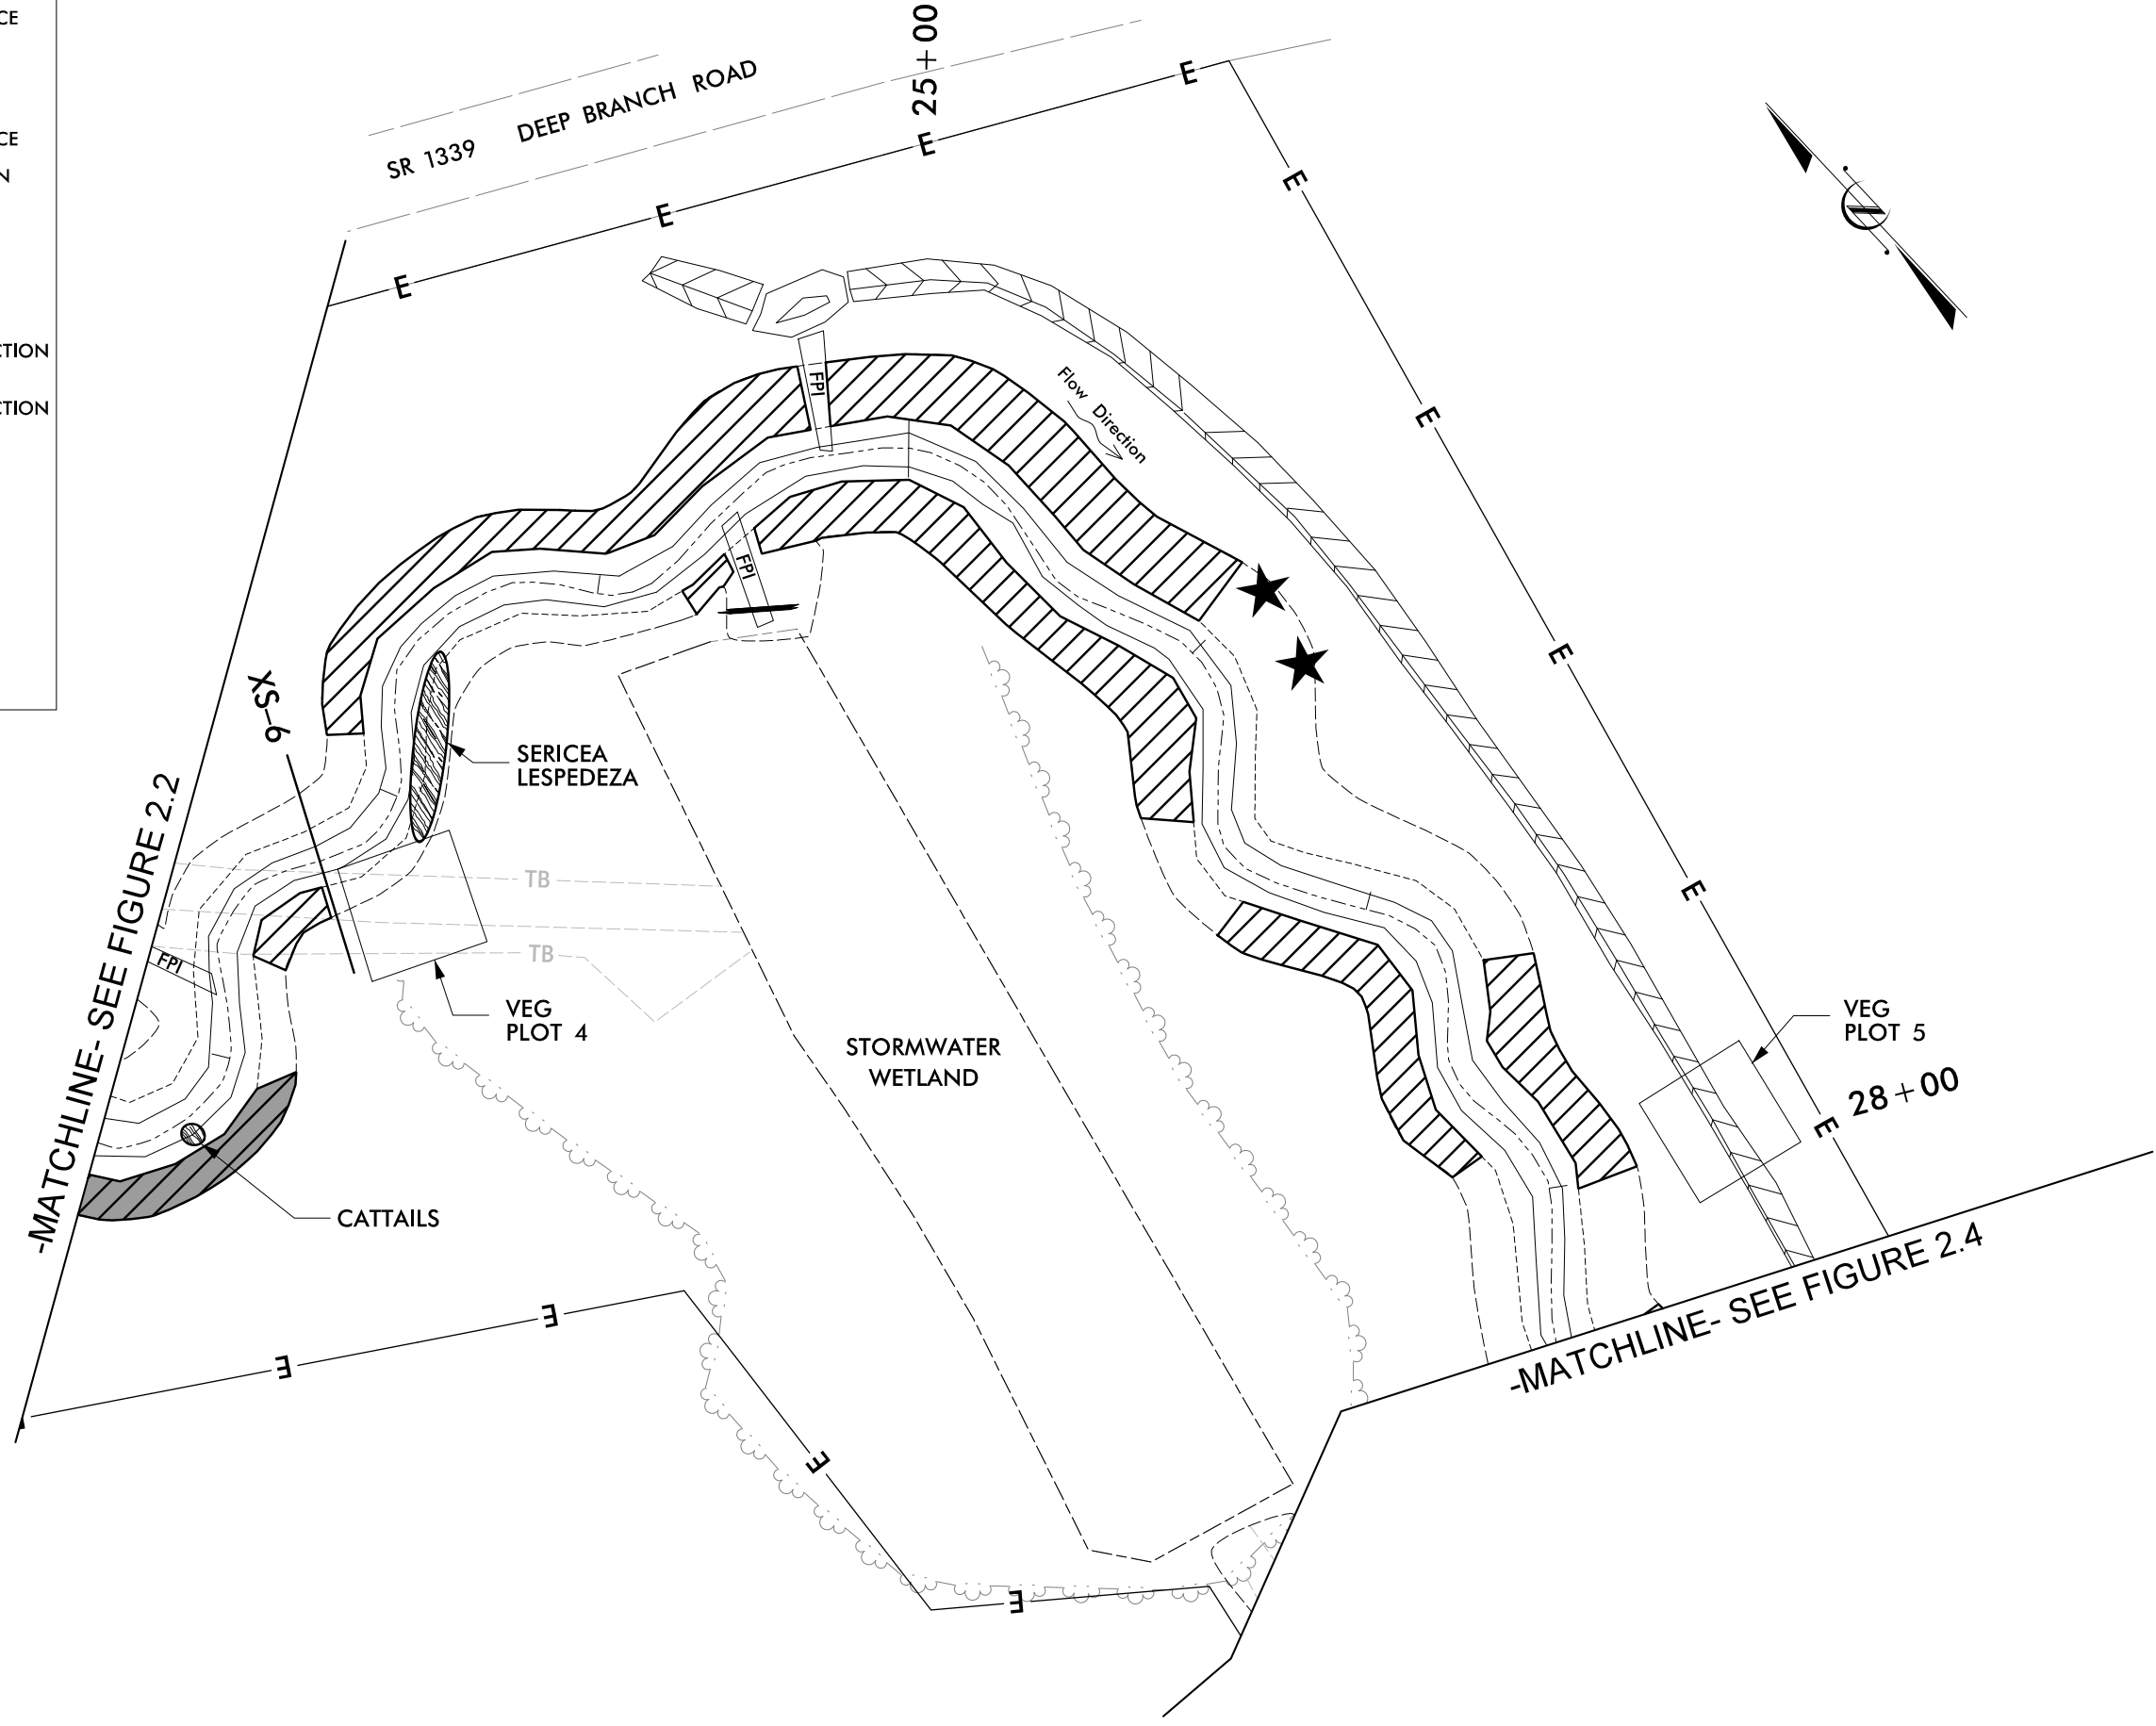 CE
CE
N
CTION
CTION
25+00
SR 1339 DEEP BRANCH ROAD
E
E
E
E
E
E
E
E
E
N
FPI
Flow Direction
FPI
XS-6
SERICEA
LESPEDEZA
-MATCHLINE- SEE FIGURE 2.2
TB
TB
FPI
VEG
PLOT 4
STORMWATER
WETLAND
VEG
PLOT 5
28+00
CATTAILS
-MATCHLINE- SEE FIGURE 2.4
E
E
E
E